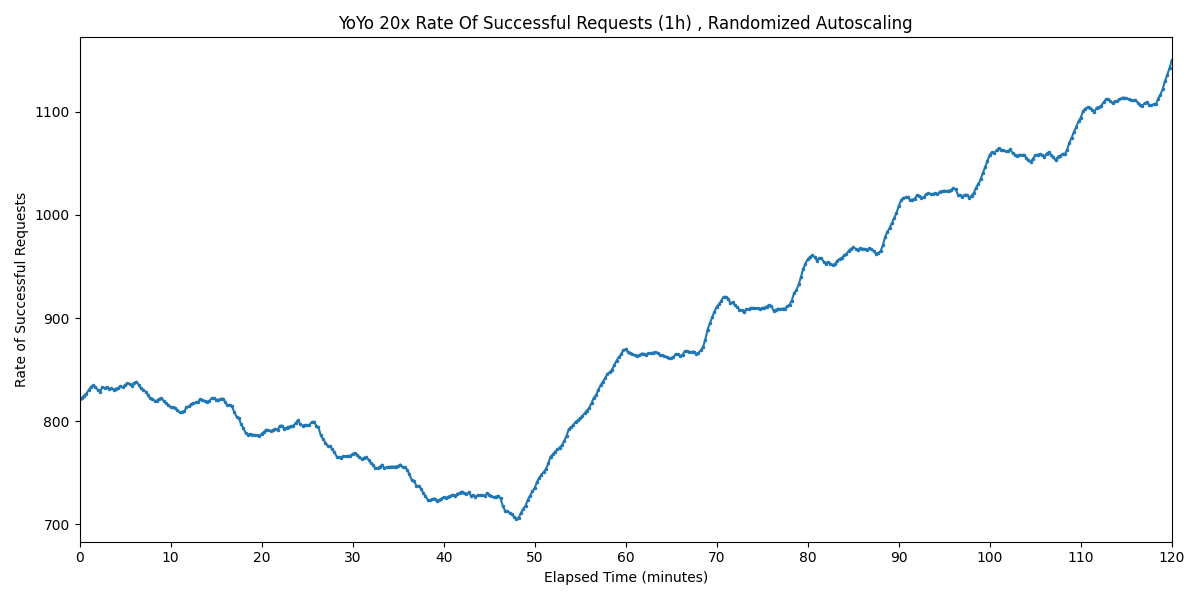 YoYo 20x Rate Of Successful Requests (1h) , Randomized Autoscaling
1100
1000
900
800
700
Rate of Successful Requests
0 10 20 30 40 50 60 70 80 90 100 110 120
Elapsed Time (minutes)